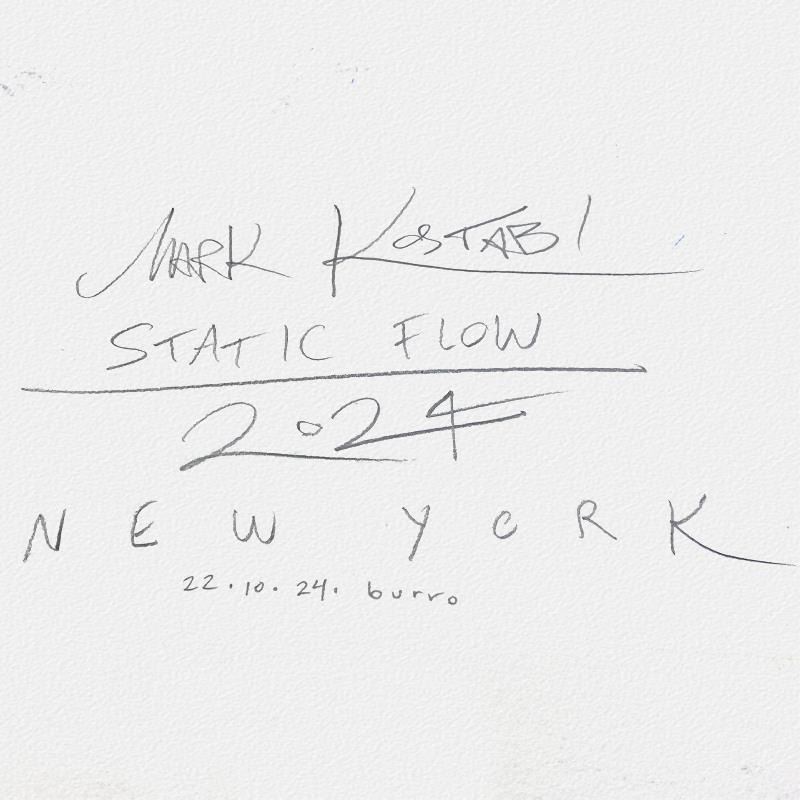 MARK KOSTABI
STATIC FLOW
2024
NEW YORK
22.10.24. burro